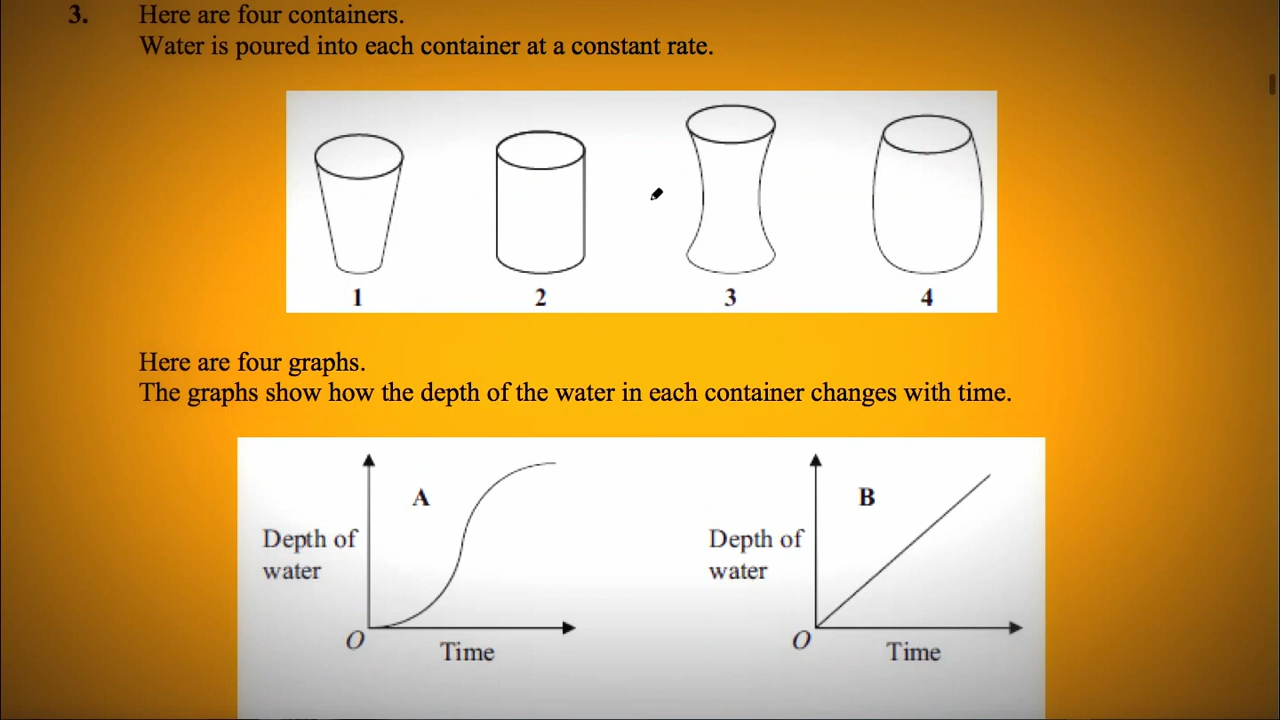 3. Here are four containers.
Water is poured into each container at a constant rate.
1 2 3 4
Here are four graphs.
The graphs show how the depth of the water in each container changes with time.
A
Depth of
water
O
Time
B
Depth of
water
O
Time